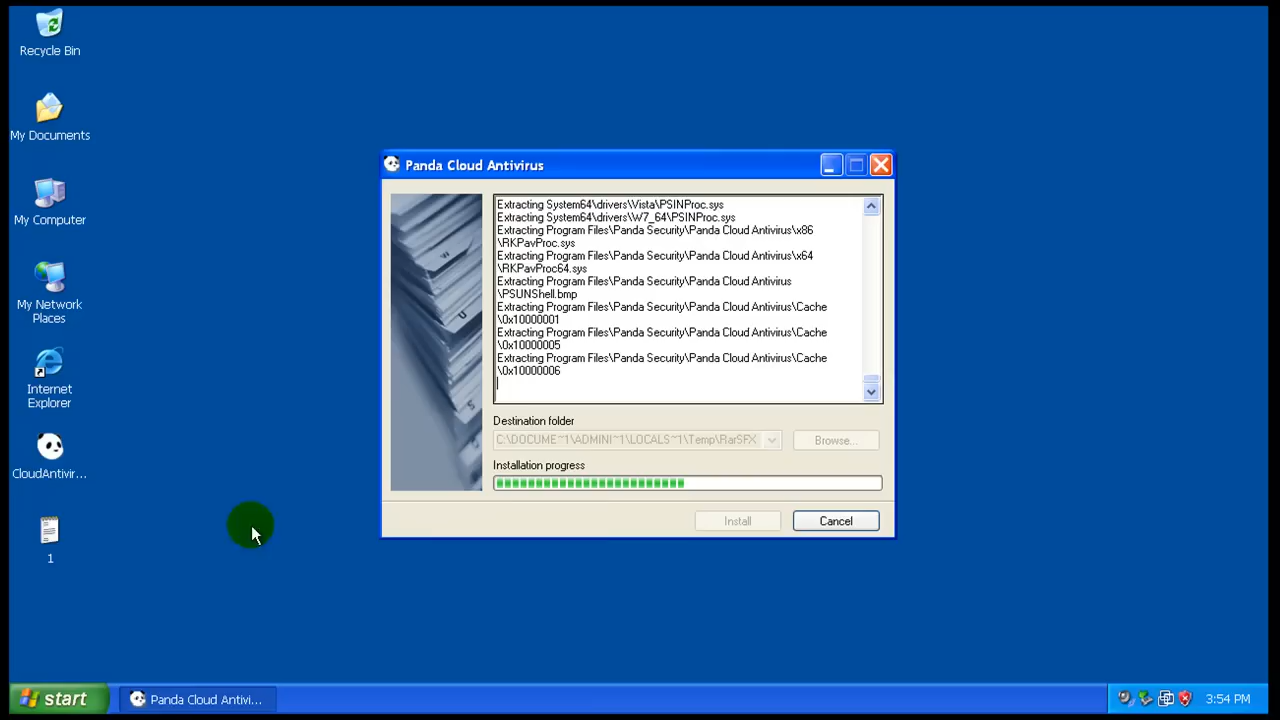 Recycle Bin
My Documents
My Computer
My Network
Places
Internet
Explorer
CloudAntivir...
1
Panda Cloud Antivirus
Extracting System64\drivers\Vista\PSINProc.sys
Extracting System64\drivers\W7_64\PSINProc.sys
Extracting Program Files\Panda Security\Panda Cloud Antivirus\x86
\RKPavProc.sys
Extracting Program Files\Panda Security\Panda Cloud Antivirus\x64
\RKPavProc64.sys
Extracting Program Files\Panda Security\Panda Cloud Antivirus
\PSUNShell.bmp
Extracting Program Files\Panda Security\Panda Cloud Antivirus\Cache
\0x10000001
Extracting Program Files\Panda Security\Panda Cloud Antivirus\Cache
\0x10000005
Extracting Program Files\Panda Security\Panda Cloud Antivirus\Cache
\0x10000006
Destination folder
C:\DOCUME~1\ADMINI~1\LOCALS~1\Temp\RarSFX
Browse...
Installation progress
Install
Cancel
start
Panda Cloud Antivi...
3:54 PM